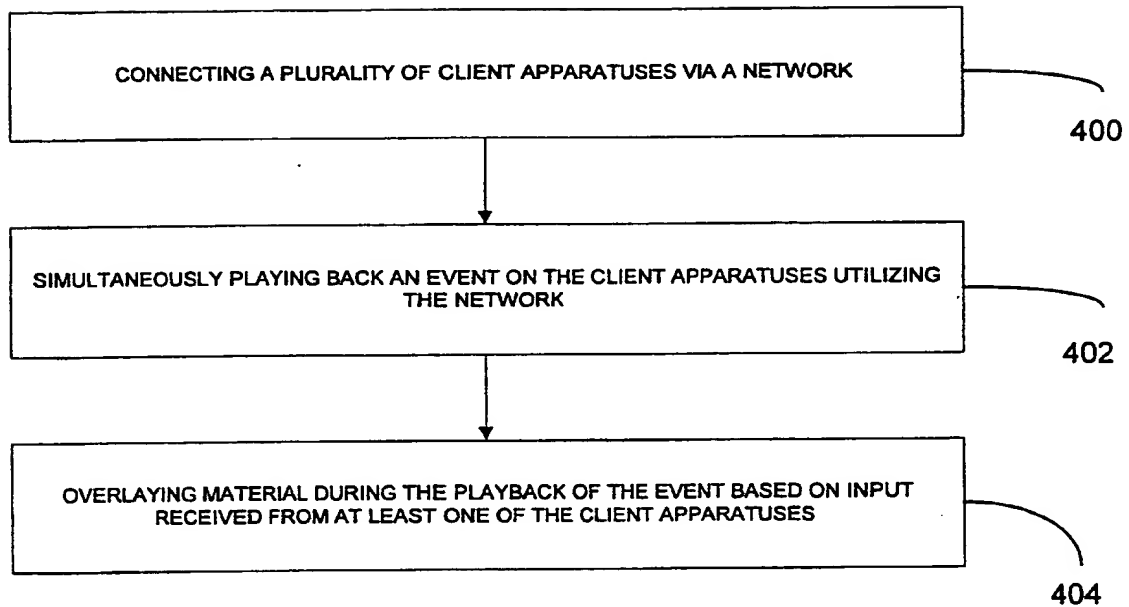 CONNECTING A PLURALITY OF CLIENT APPARATUSES VIA A NETWORK
400
SIMULTANEOUSLY PLAYING BACK AN EVENT ON THE CLIENT APPARATUSES UTILIZING
THE NETWORK
402
OVERLAYING MATERIAL DURING THE PLAYBACK OF THE EVENT BASED ON INPUT
RECEIVED FROM AT LEAST ONE OF THE CLIENT APPARATUSES
404